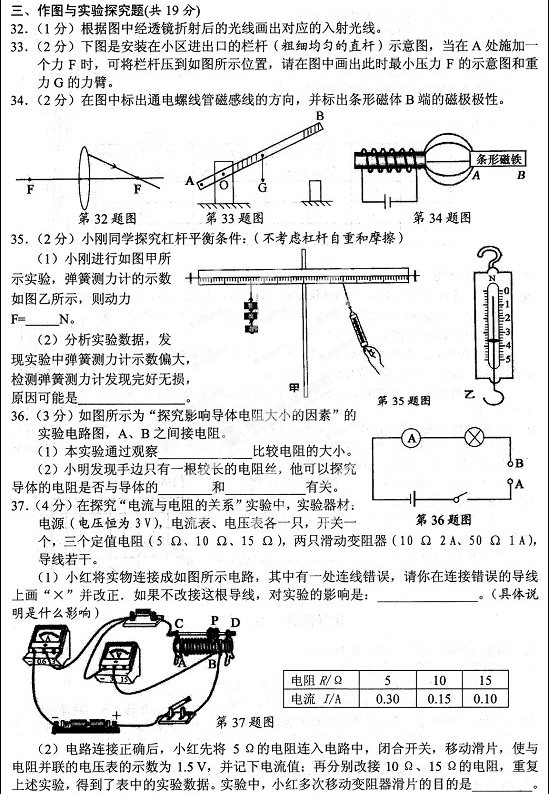 三、作图与实验探究题(共 19 分)
32.（1 分）根据图中经透镜折射后的光线画出对应的入射光线。
33.（2 分）下图是安装在小区进出口的栏杆（粗细均匀的直杆）示意图，当在 A 处施加一
个力 F 时，可将栏杆压到如图所示位置，请在图中画出此时最小压力 F 的示意图和重
力 G 的力臂。
34.（2 分）在图中标出通电螺线管磁感线的方向，并标出条形磁体 B 端的磁极极性。
F F
第 32 题图
A O G B
第 33 题图
条形磁铁
A B
第 34 题图
35.（2 分）小刚同学探究杠杆平衡条件：（不考虑杠杆自重和摩擦）
（1）小刚进行如图甲所
示实验，弹簧测力计的示数
如图乙所示，则动力
F=_____N。
（2）分析实验数据，发
现实验中弹簧测力计示数偏大，
检测弹簧测力计发现完好无损，
原因可能是________________。
甲
N
0
1
2
3
4
5
乙
第 35 题图
36.（3 分）如图所示为“探究影响导体电阻大小的因素”的
实验电路图，A、B 之间接电阻。
（1）本实验通过观察______________比较电阻的大小。
（2）小明发现手边只有一根较长的电阻丝，他可以探究
导体的电阻是否与导体的________和__________有关。
A
B
A
第 36 题图
37.（4 分）在探究“电流与电阻的关系”实验中，实验器材：
电源（电压恒为 3 V），电流表、电压表各一只，开关一
个，三个定值电阻（5 Ω、10 Ω、15 Ω），两只滑动变阻器（10 Ω 2 A、50 Ω 1 A），
导线若干。
（1）小红将实物连接成如图所示电路，其中有一处连线错误，请你在连接错误的导线
上画“×”并改正．如果不改接这根导线，对实验的影响是：______________。（具体说
明是什么影响）
C P D
A B
A
- +
第 37 题图
电阻 R/Ω 5 10 15
电流 I/A 0.30 0.15 0.10
（2）电路连接正确后，小红先将 5 Ω的电阻连入电路中，闭合开关，移动滑片，使与
电阻并联的电压表的示数为 1.5 V，并记下电流值；再分别改接 10 Ω、15 Ω的电阻，重复
上述实验，得到了表中的实验数据。实验中，小红多次移动变阻器滑片的目的是________。